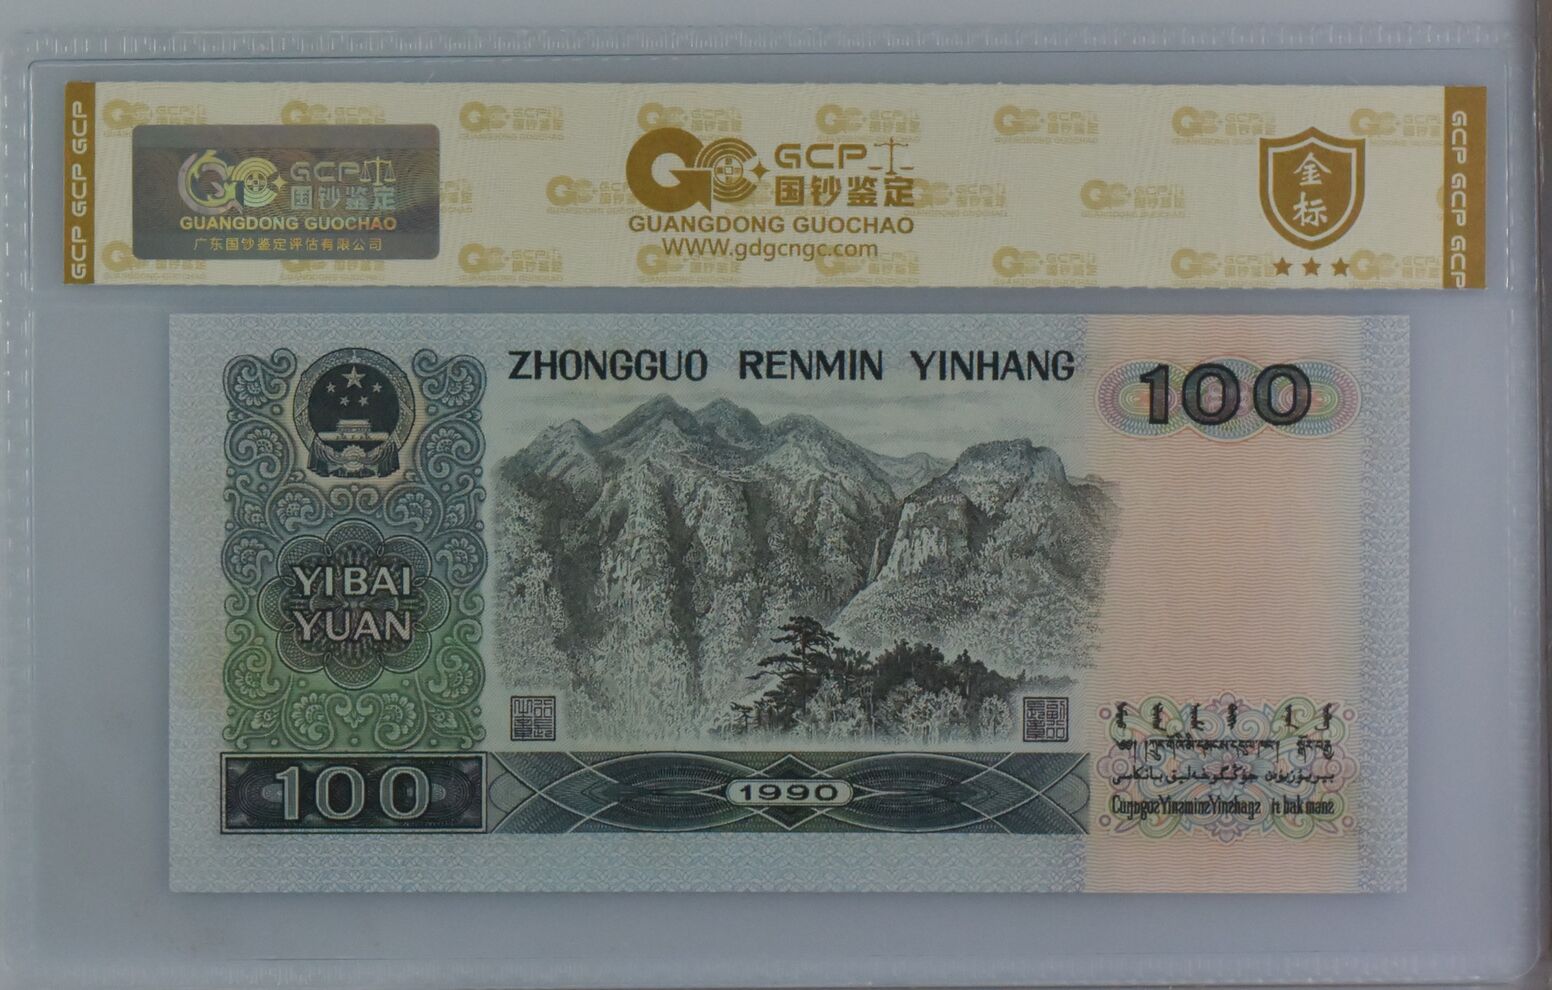 GCP GCP GCP
GCP 国钞鉴定
GUANGDONG GUOCHAO
广东国钞鉴定评估有限公司
GCP
国钞鉴定
GUANGDONG GUOCHAO
WWW.gdgcngc.com
金标
GCP GCP GCP
ZHONGGUO RENMIN YINHANG
100
YIBAI
YUAN
100
1990